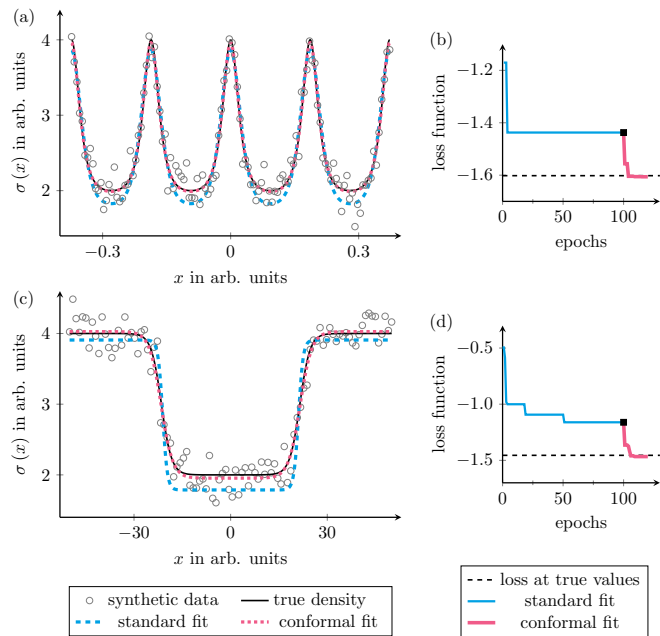 (a)
4
3
2
σ (x) in arb. units
−0.3
0
0.3
x in arb. units
(b)
−1.2
−1.4
−1.6
loss function
0
50
100
epochs
(c)
4
3
2
σ (x) in arb. units
−30
0
30
x in arb. units
(d)
−0.5
−1.0
−1.5
loss function
0
50
100
epochs
synthetic data
true density
standard fit
conformal fit
loss at true values
standard fit
conformal fit